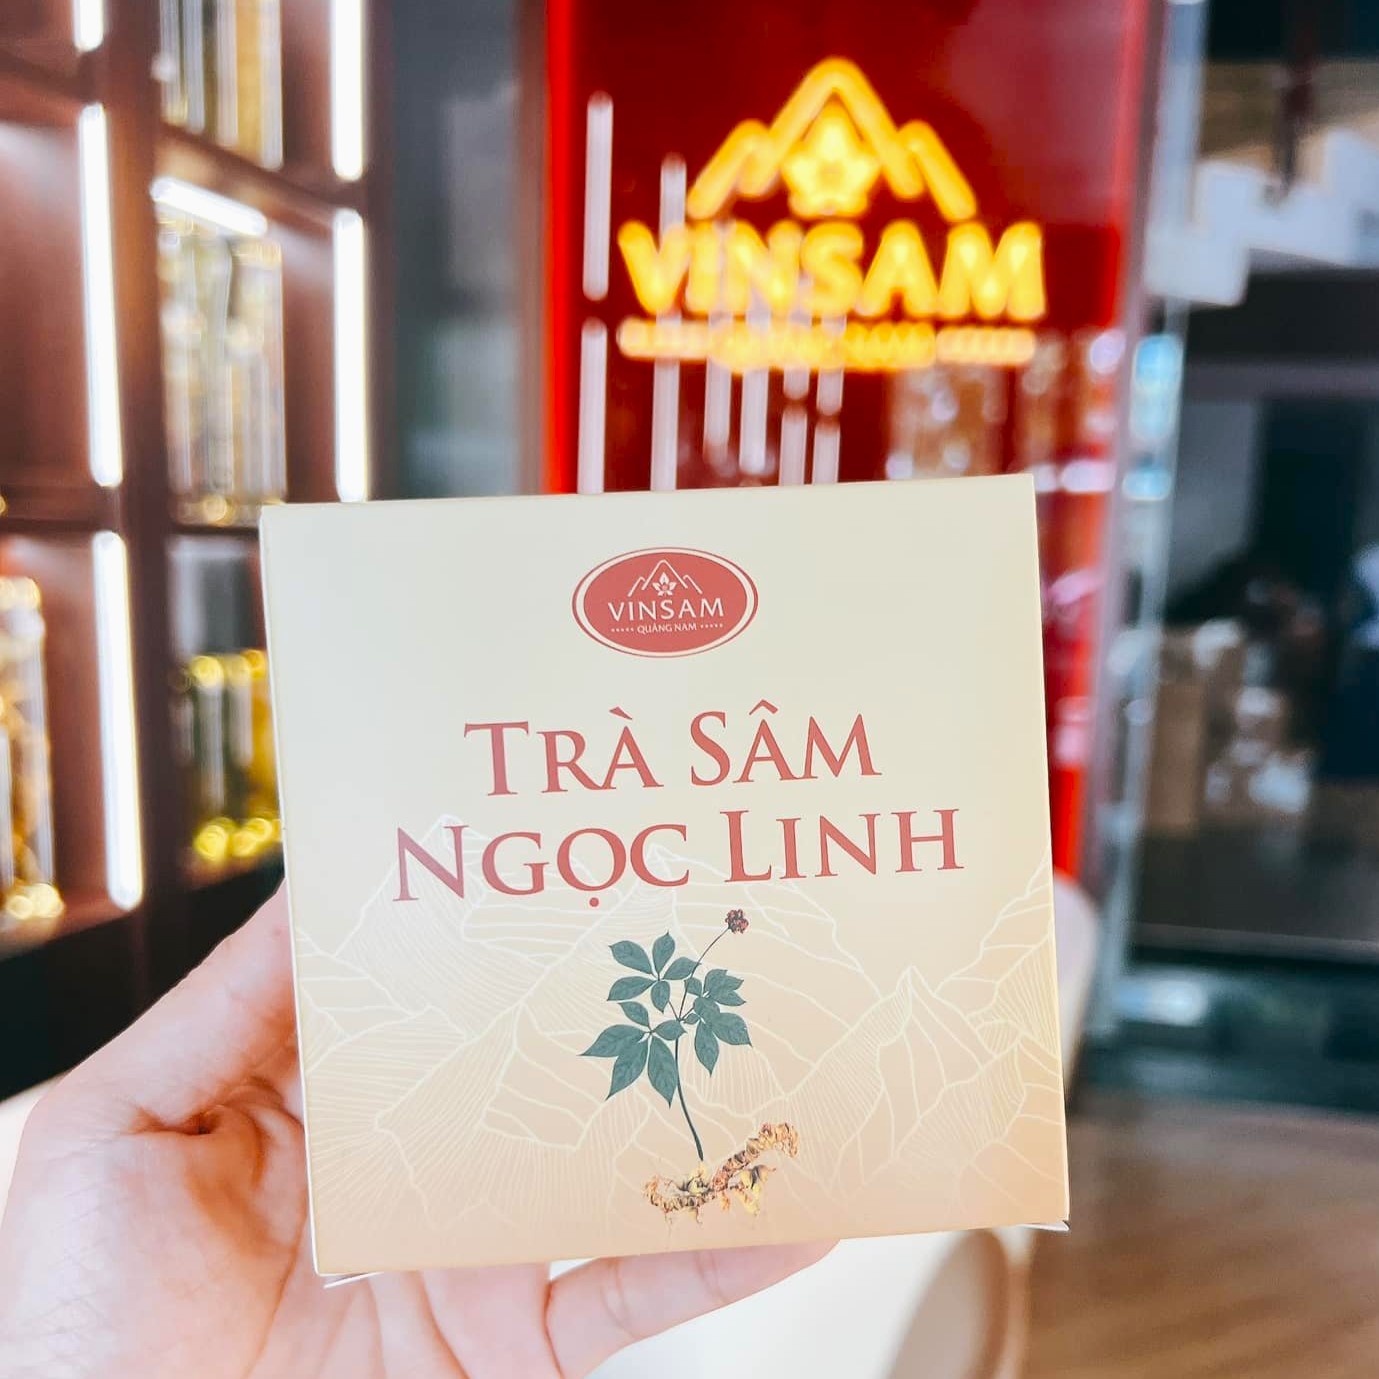 VINSAM
VINSAM
QUẢNG NAM
TRÀ SÂM
NGỌC LINH